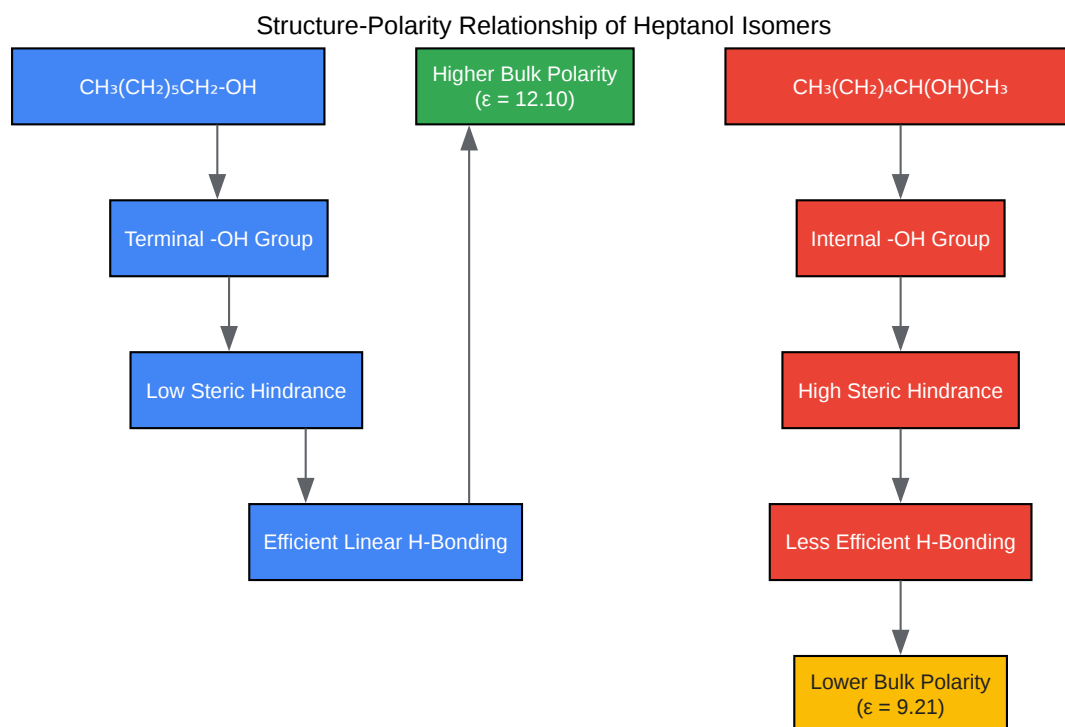 Structure-Polarity Relationship of Heptanol Isomers
CH₃(CH₂)₅CH₂-OH
Terminal -OH Group
Low Steric Hindrance
Efficient Linear H-Bonding
Higher Bulk Polarity
(ε = 12.10)
CH₃(CH₂)₄CH(OH)CH₃
Internal -OH Group
High Steric Hindrance
Less Efficient H-Bonding
Lower Bulk Polarity
(ε = 9.21)